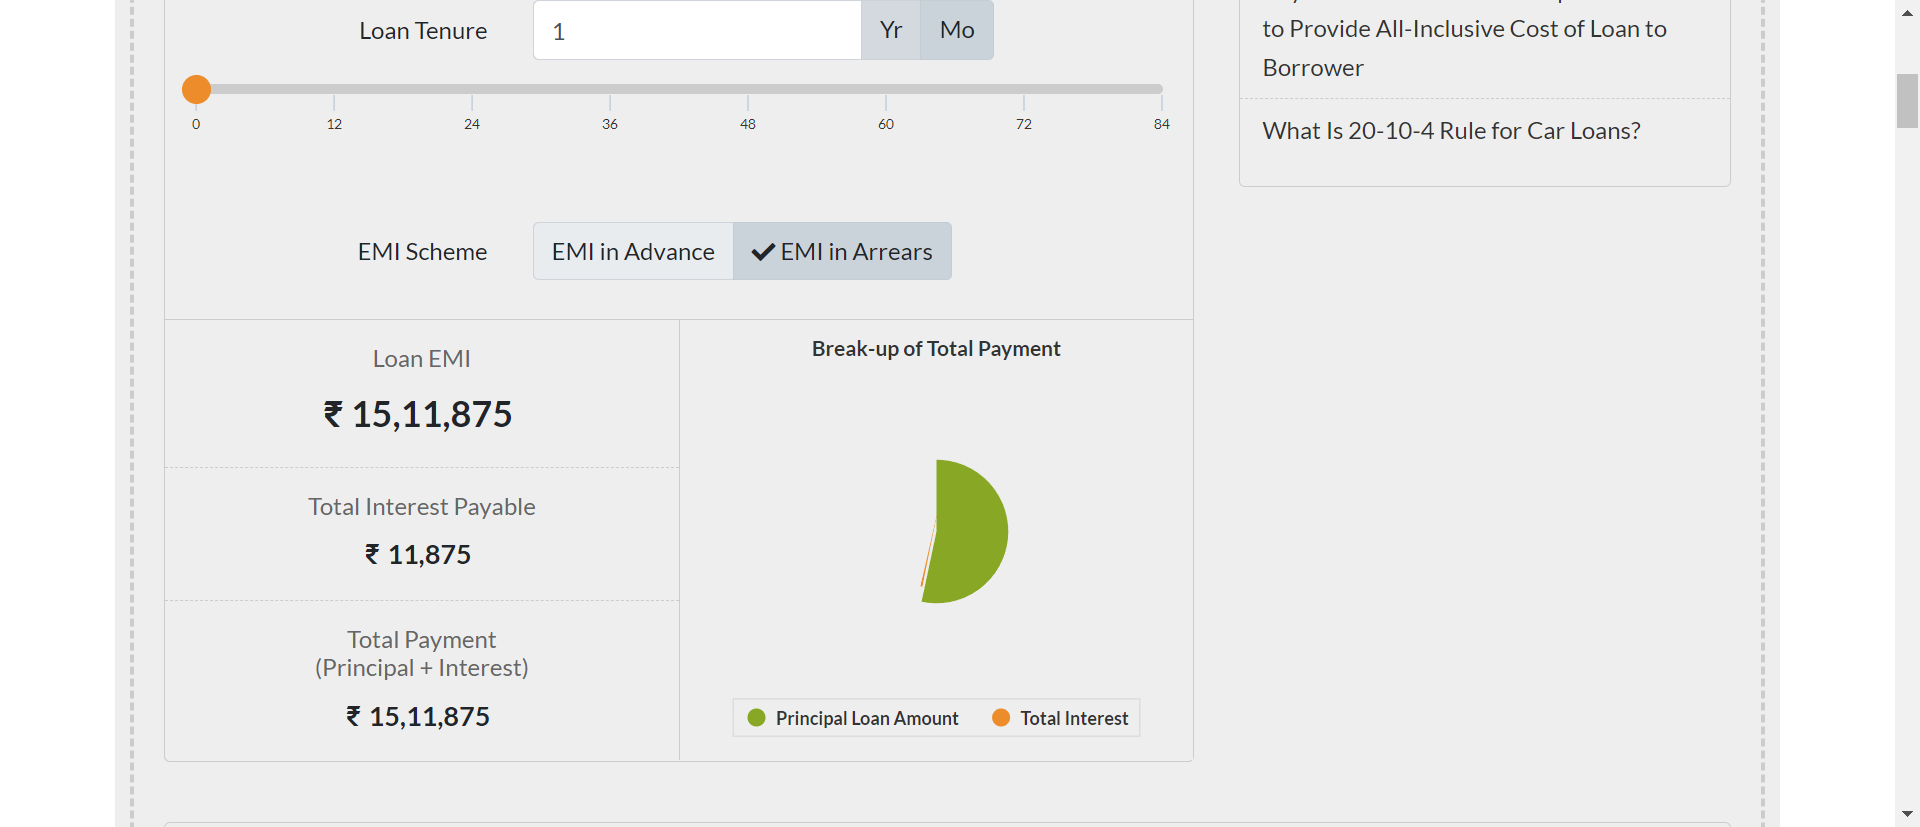 Loan Tenure
1
Yr
Mo
0 12 24 36 48 60 72 84
EMI Scheme
EMI in Advance
EMI in Arrears
Loan EMI
₹ 15,11,875
Total Interest Payable
₹ 11,875
Total Payment
(Principal + Interest)
₹ 15,11,875
Break-up of Total Payment
Principal Loan Amount
Total Interest
to Provide All-Inclusive Cost of Loan to
Borrower
What Is 20-10-4 Rule for Car Loans?